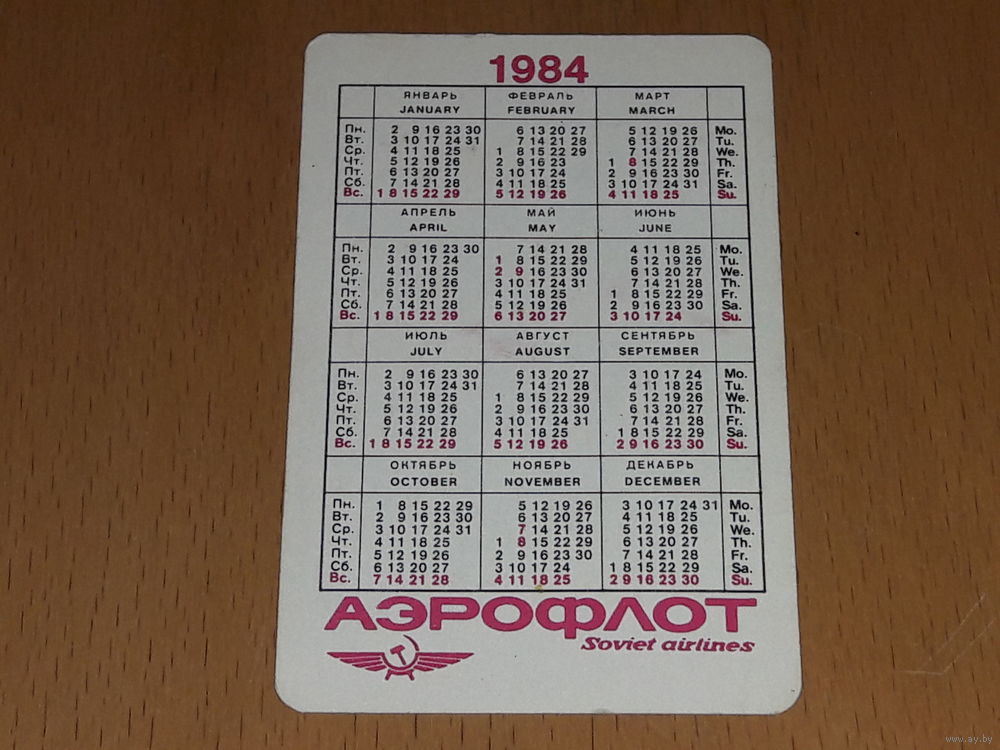 1984
ЯНВАРЬ ФЕВРАЛЬ МАРТ
JANUARY FEBRUARY MARCH
Пн. 2 9 16 23 30 6 13 20 27 5 12 19 26 Mo.
Вт. 3 10 17 24 31 7 14 21 28 6 13 20 27 Tu.
Ср. 4 11 18 25 1 8 15 22 29 7 14 21 28 We.
Чт. 5 12 19 26 2 9 16 23 1 8 15 22 29 Th.
Пт. 6 13 20 27 3 10 17 24 2 9 16 23 30 Fr.
Сб. 7 14 21 28 4 11 18 25 3 10 17 24 31 Sa.
Вс. 1 8 15 22 29 5 12 19 26 4 11 18 25 Su.
АПРЕЛЬ МАЙ ИЮНЬ
APRIL MAY JUNE
Пн. 2 9 16 23 30 7 14 21 28 4 11 18 25 Mo.
Вт. 3 10 17 24 1 8 15 22 29 5 12 19 26 Tu.
Ср. 4 11 18 25 2 9 16 23 30 6 13 20 27 We.
Чт. 5 12 19 26 3 10 17 24 31 7 14 21 28 Th.
Пт. 6 13 20 27 4 11 18 25 1 8 15 22 29 Fr.
Сб. 7 14 21 28 5 12 19 26 2 9 16 23 30 Sa.
Вс. 1 8 15 22 29 6 13 20 27 3 10 17 24 Su.
ИЮЛЬ АВГУСТ СЕНТЯБРЬ
JULY AUGUST SEPTEMBER
Пн. 2 9 16 23 30 6 13 20 27 3 10 17 24 Mo.
Вт. 3 10 17 24 31 7 14 21 28 4 11 18 25 Tu.
Ср. 4 11 18 25 1 8 15 22 29 5 12 19 26 We.
Чт. 5 12 19 26 2 9 16 23 30 6 13 20 27 Th.
Пт. 6 13 20 27 3 10 17 24 31 7 14 21 28 Fr.
Сб. 7 14 21 28 4 11 18 25 1 8 15 22 29 Sa.
Вс. 1 8 15 22 29 5 12 19 26 2 9 16 23 30 Su.
ОКТЯБРЬ НОЯБРЬ ДЕКАБРЬ
OCTOBER NOVEMBER DECEMBER
Пн. 1 8 15 22 29 5 12 19 26 3 10 17 24 31 Mo.
Вт. 2 9 16 23 30 6 13 20 27 4 11 18 25 Tu.
Ср. 3 10 17 24 31 7 14 21 28 5 12 19 26 We.
Чт. 4 11 18 25 1 8 15 22 29 6 13 20 27 Th.
Пт. 5 12 19 26 2 9 16 23 30 7 14 21 28 Fr.
Сб. 6 13 20 27 3 10 17 24 1 8 15 22 29 Sa.
Вс. 7 14 21 28 4 11 18 25 2 9 16 23 30 Su.
АЭРОФЛОТ
Soviet airlines
www.ay.by